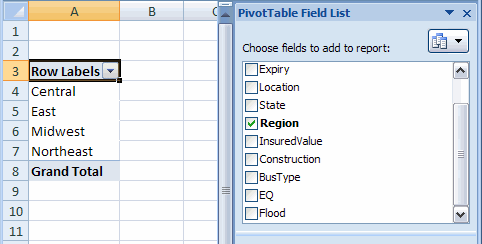 A B C
1
2
3 Row Labels
4 Central
5 East
6 Midwest
7 Northeast
8 Grand Total
9
10
11
PivotTable Field List
Choose fields to add to report:
Expiry
Location
State
Region
InsuredValue
Construction
BusType
EQ
Flood